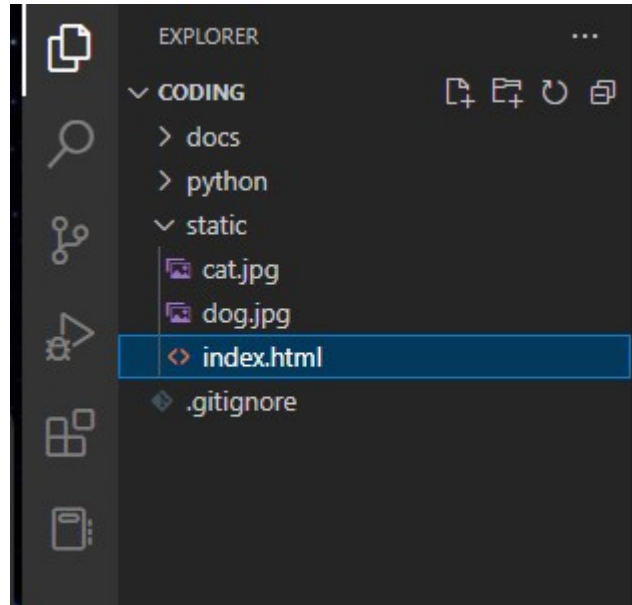 EXPLORER
CODING
docs
python
static
cat.jpg
dog.jpg
index.html
.gitignore